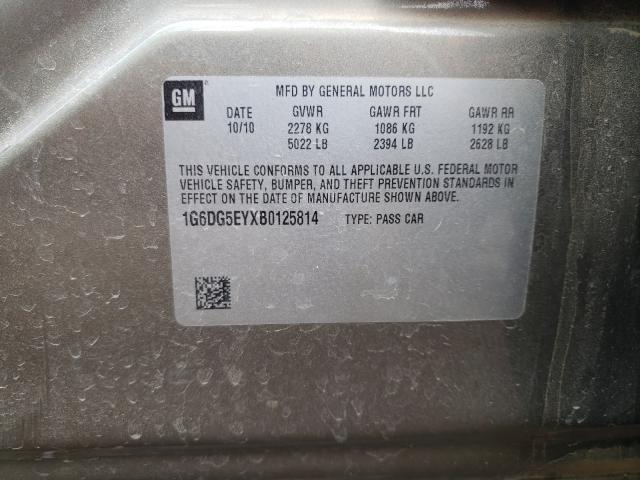 GM
MFD BY GENERAL MOTORS LLC
DATE GVWR GAWR FRT GAWR RR
10/10 2278 KG 1086 KG 1192 KG
5022 LB 2394 LB 2628 LB
THIS VEHICLE CONFORMS TO ALL APPLICABLE U.S. FEDERAL MOTOR
VEHICLE SAFETY, BUMPER, AND THEFT PREVENTION STANDARDS IN
EFFECT ON THE DATE OF MANUFACTURE SHOWN ABOVE.
1G6DG5EYXB0125814 TYPE: PASS CAR